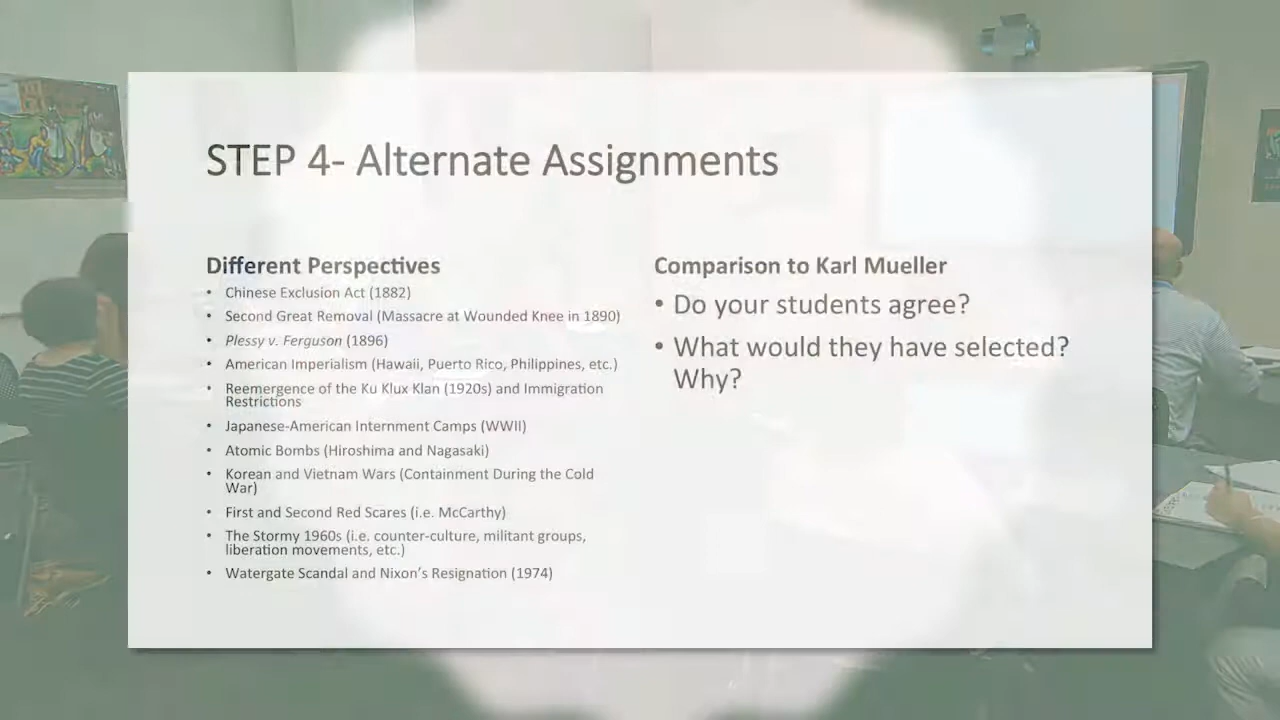 STEP 4- Alternate Assignments
Different Perspectives
• Chinese Exclusion Act (1882)
• Second Great Removal (Massacre at Wounded Knee in 1890)
• Plessy v. Ferguson (1896)
• American Imperialism (Hawaii, Puerto Rico, Philippines, etc.)
• Reemergence of the Ku Klux Klan (1920s) and Immigration
Restrictions
• Japanese-American Internment Camps (WWII)
• Atomic Bombs (Hiroshima and Nagasaki)
• Korean and Vietnam Wars (Containment During the Cold
War)
• First and Second Red Scares (i.e. McCarthy)
• The Stormy 1960s (i.e. counter-culture, militant groups,
liberation movements, etc.)
• Watergate Scandal and Nixon's Resignation (1974)
Comparison to Karl Mueller
• Do your students agree?
• What would they have selected?
Why?